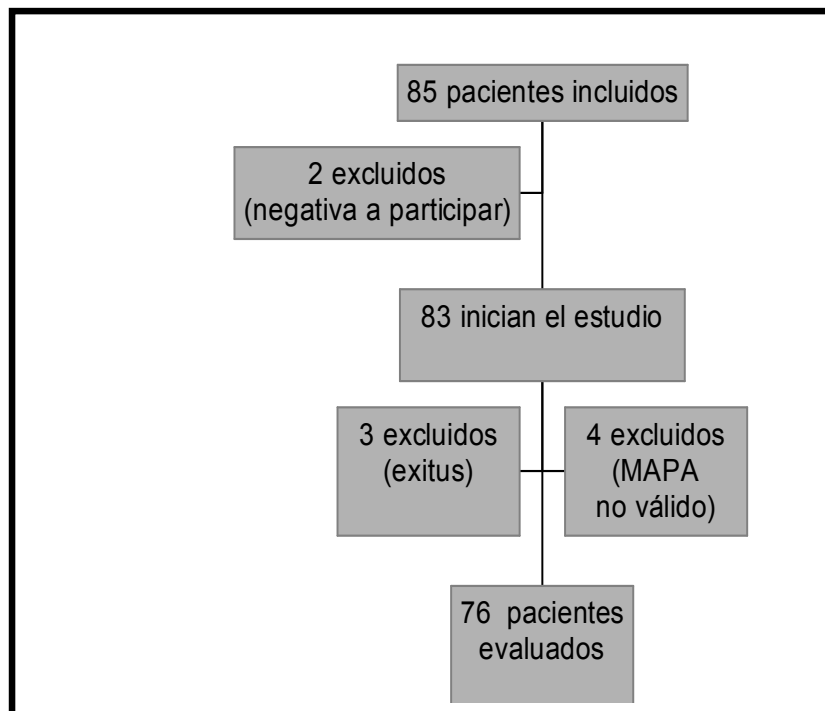 85 pacientes incluidos
2 excluidos
(negativa a participar)
83 inician el estudio
3 excluidos
(exitus)
4 excluidos
(MAPA
no válido)
76 pacientes
evaluados